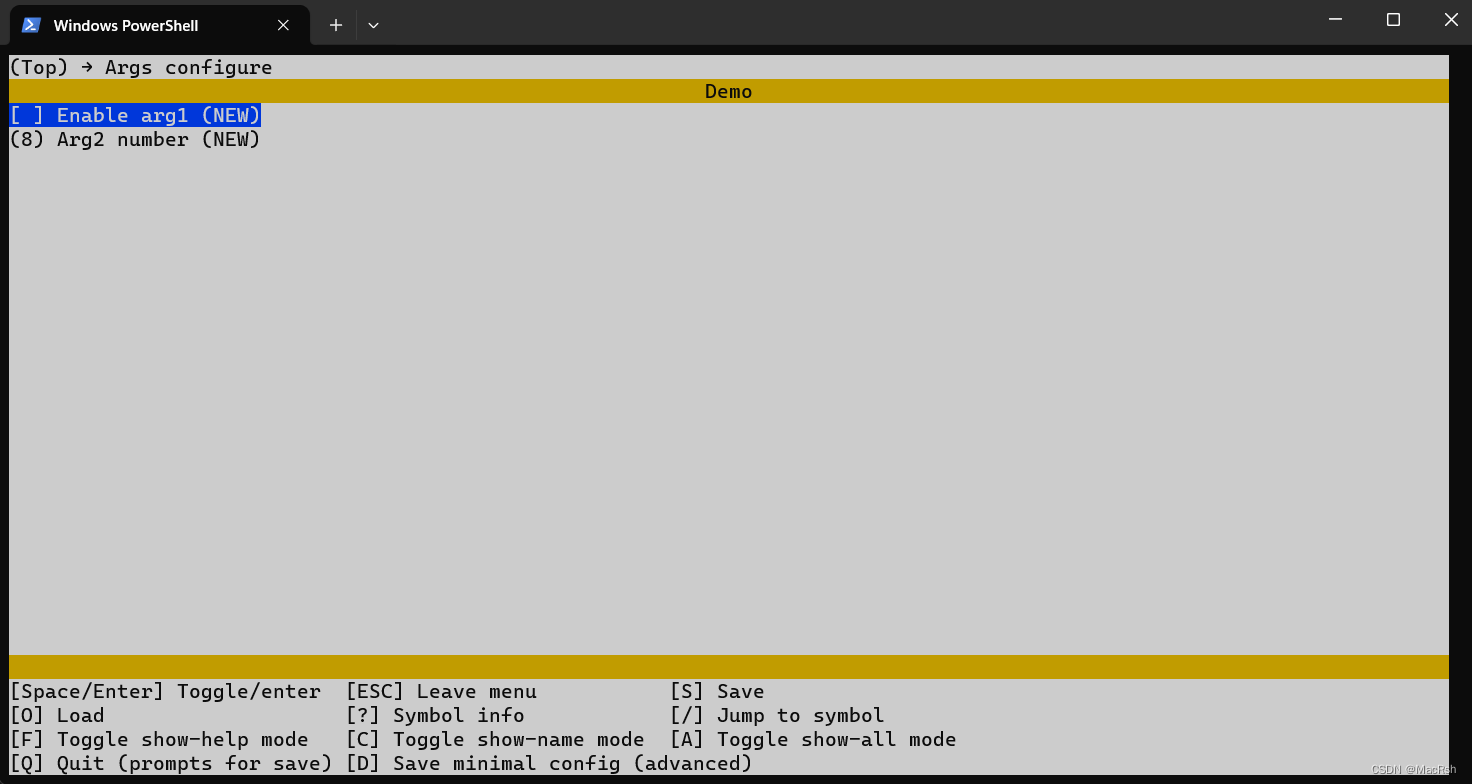 Windows PowerShell
(Top) → Args configure
Demo
[ ] Enable arg1 (NEW)
(8) Arg2 number (NEW)
[Space/Enter] Toggle/enter [ESC] Leave menu [S] Save
[O] Load [?] Symbol info [/] Jump to symbol
[F] Toggle show-help mode [C] Toggle show-name mode [A] Toggle show-all mode
[Q] Quit (prompts for save) [D] Save minimal config (advanced)
CSDN @MacRsh